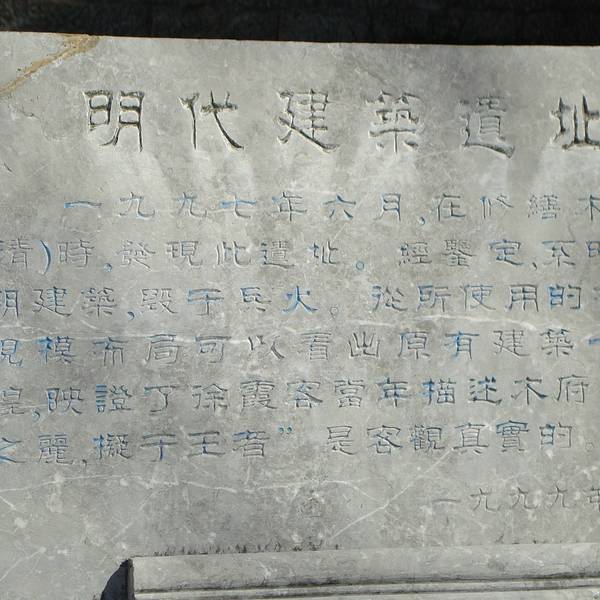 明代建築遺址
一九九七年六月,在修繕木
清)時,發現此遺址。經鑒定,系明
明建築,毀于兵火。從所使用的
規模布局可以看出原有建築
皇,映證了徐霞客當年描述木府
之麗,擬于王者”是客觀真實的。
一九九九年